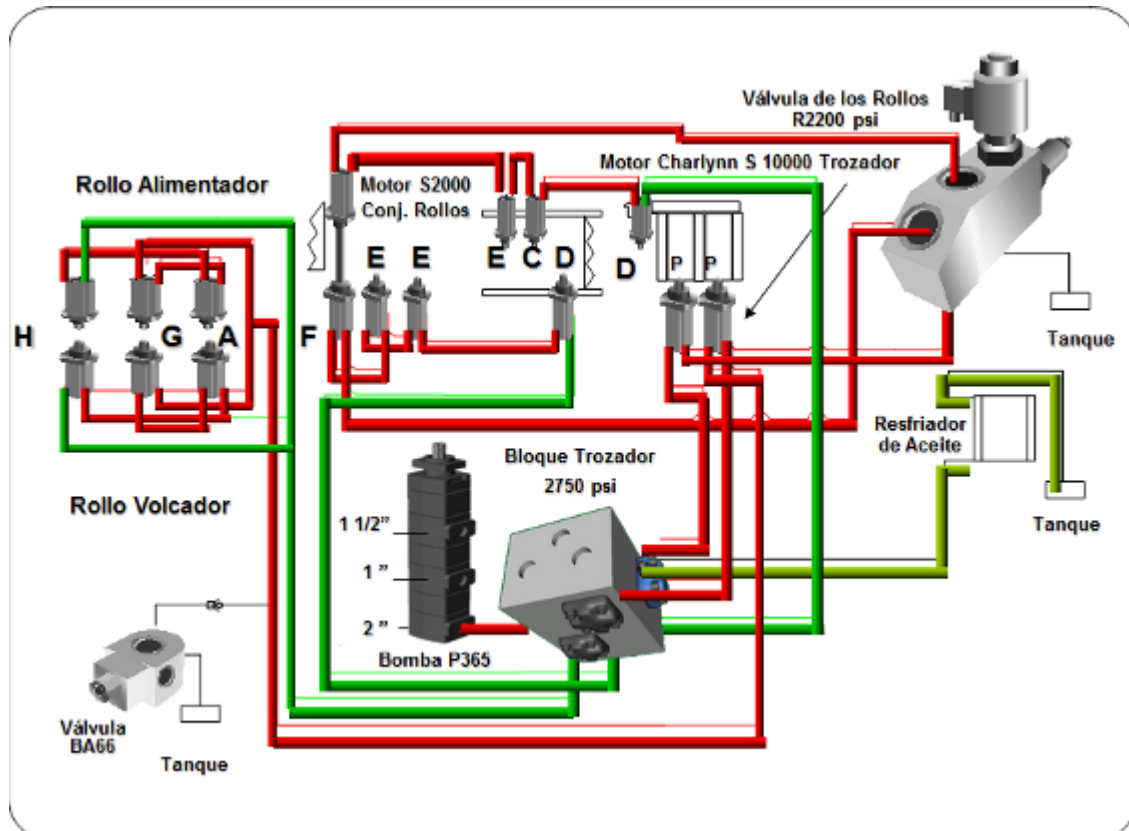 Válvula de los Rollos
R2200 psi
Motor Charlynn S 10000 Trozador
Rollo Alimentador
Motor S2000
Conj. Rollos
E
E
E
C
D
D
P
P
H
G
A
F
Tanque
Resfriador
de Aceite
Bloque Trozador
2750 psi
Rollo Volcador
1 1/2”
1 ”
2 ”
Tanque
Bomba P365
Válvula
BA66
Tanque